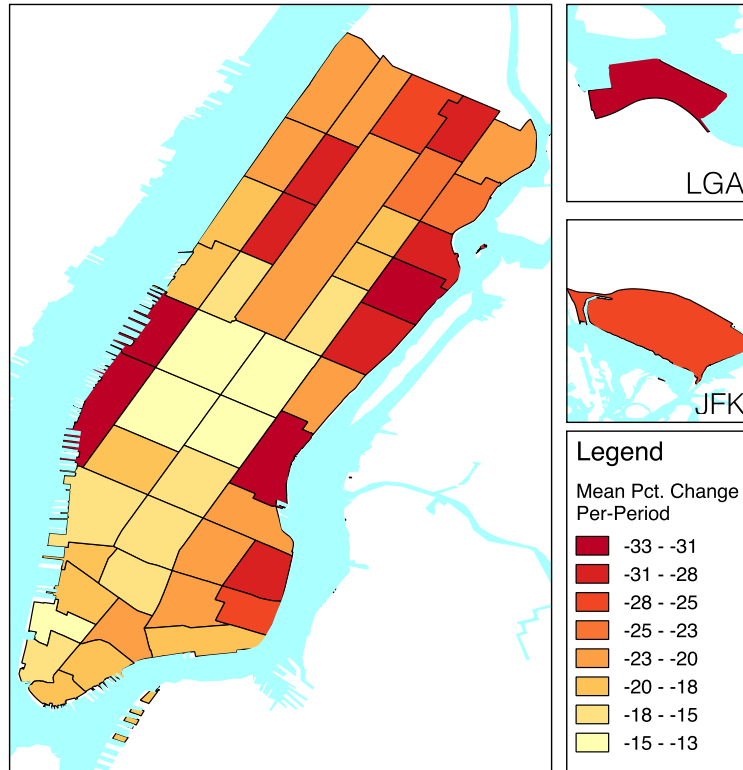 LGA
JFK
Legend
Mean Pct. Change
Per-Period
-33 - -31
-31 - -28
-28 - -25
-25 - -23
-23 - -20
-20 - -18
-18 - -15
-15 - -13